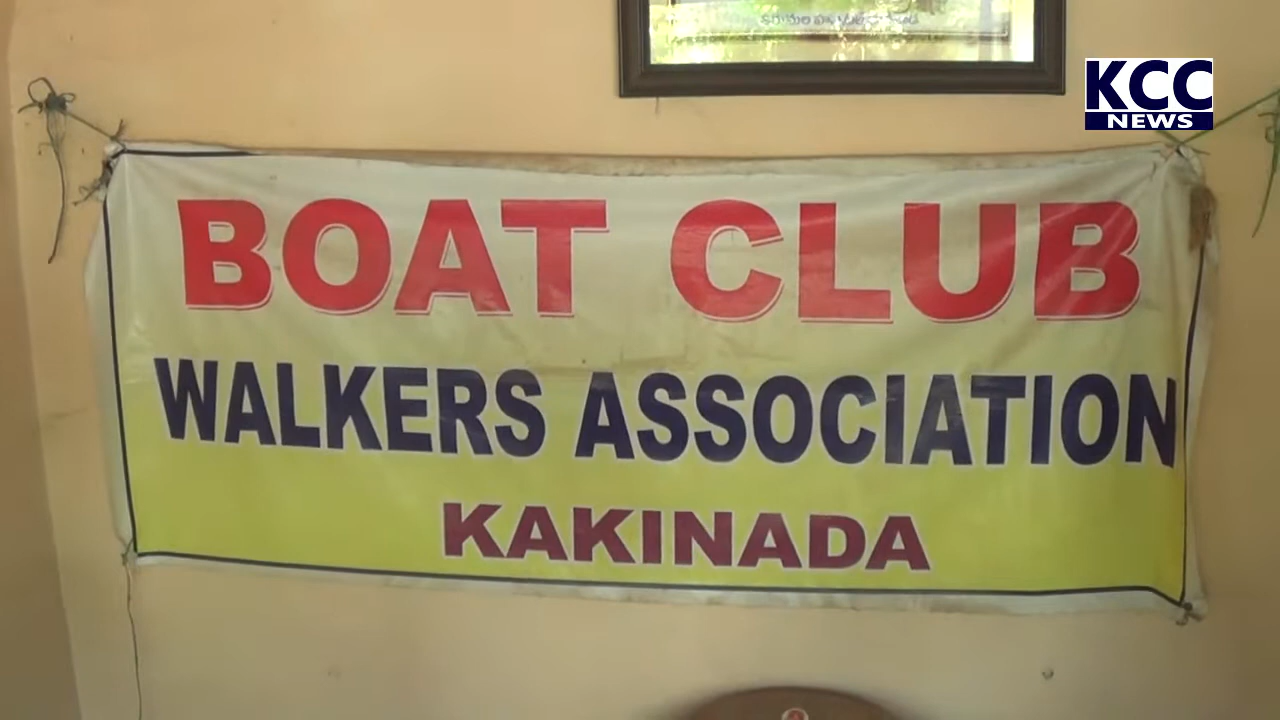 KCC
NEWS
BOAT CLUB
WALKERS ASSOCIATION
KAKINADA